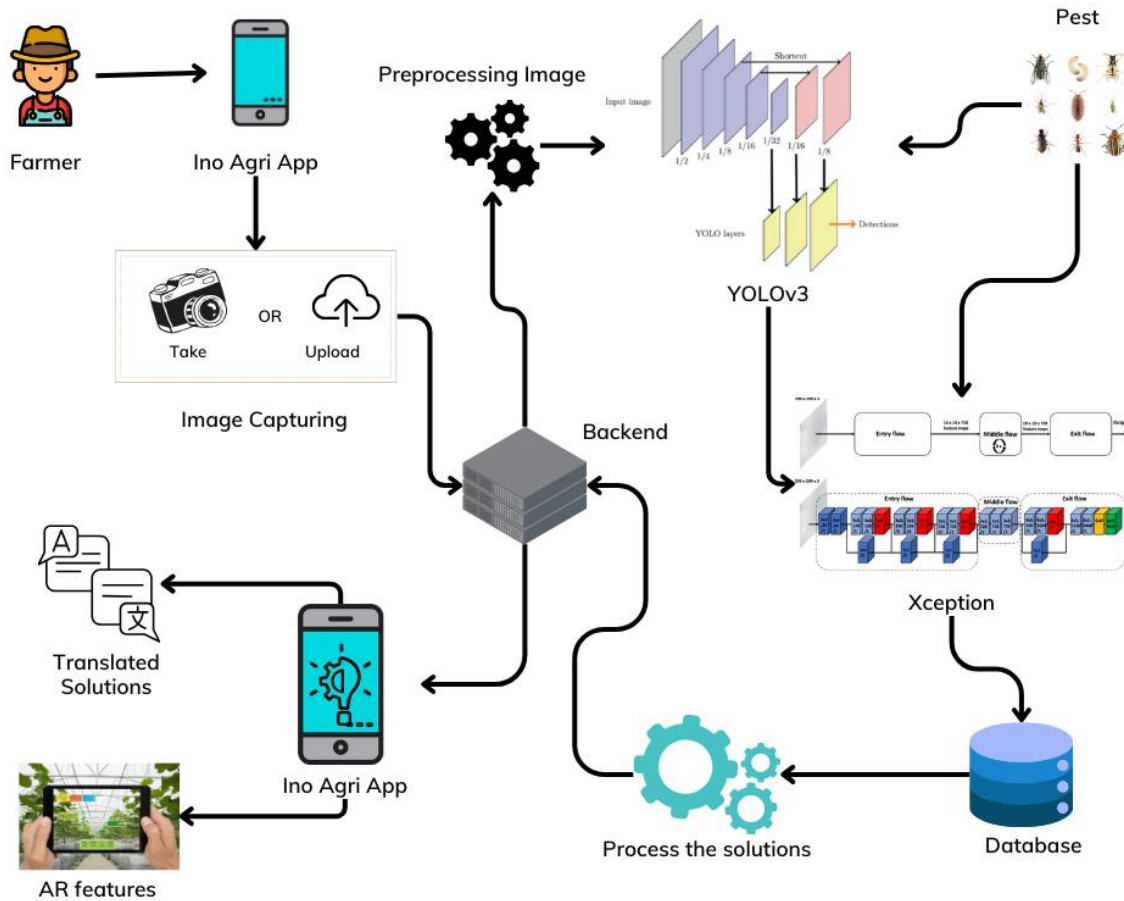 Farmer
Ino Agri App
Preprocessing Image
Pest
Input image
Shortcut
1/2
1/4
1/8
1/16
1/32
1/16
1/8
YOLO layers
Detections
YOLOv3
Take
OR
Upload
Image Capturing
Backend
Entry flow
Middle flow
Exit flow
Entry flow
Middle flow
Exit flow
Xception
A
文
Translated
Solutions
Ino Agri App
AR features
Process the solutions
Database